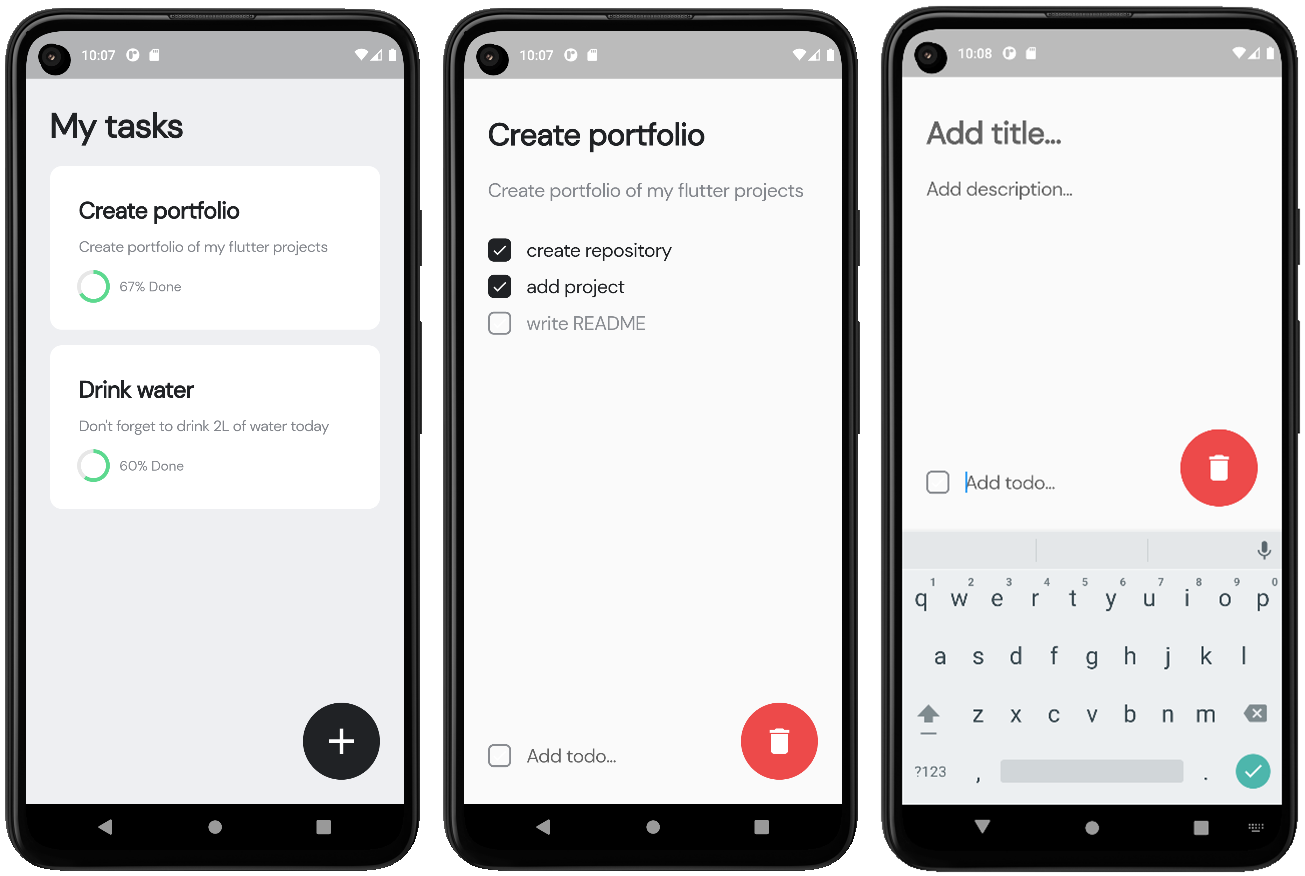 10:07
My tasks
Create portfolio
Create portfolio of my flutter projects
67% Done
Drink water
Don't forget to drink 2L of water today
60% Done
10:07
Create portfolio
Create portfolio of my flutter projects
create repository
add project
write README
Add todo...
10:08
Add title...
Add description...
Add todo...
1 2 3 4 5 6 7 8 9 0
q w e r t y u i o p
a s d f g h j k l
z x c v b n m
?123 , .